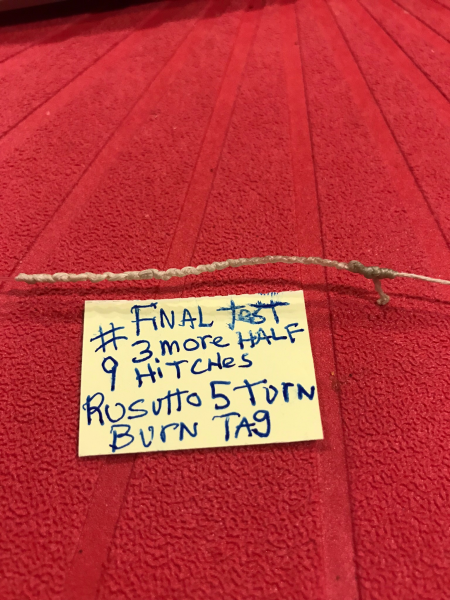 # FiNAL test
9 3 more HALF
HiTCHes
RUSUTTO 5 TURN
BURN TAg